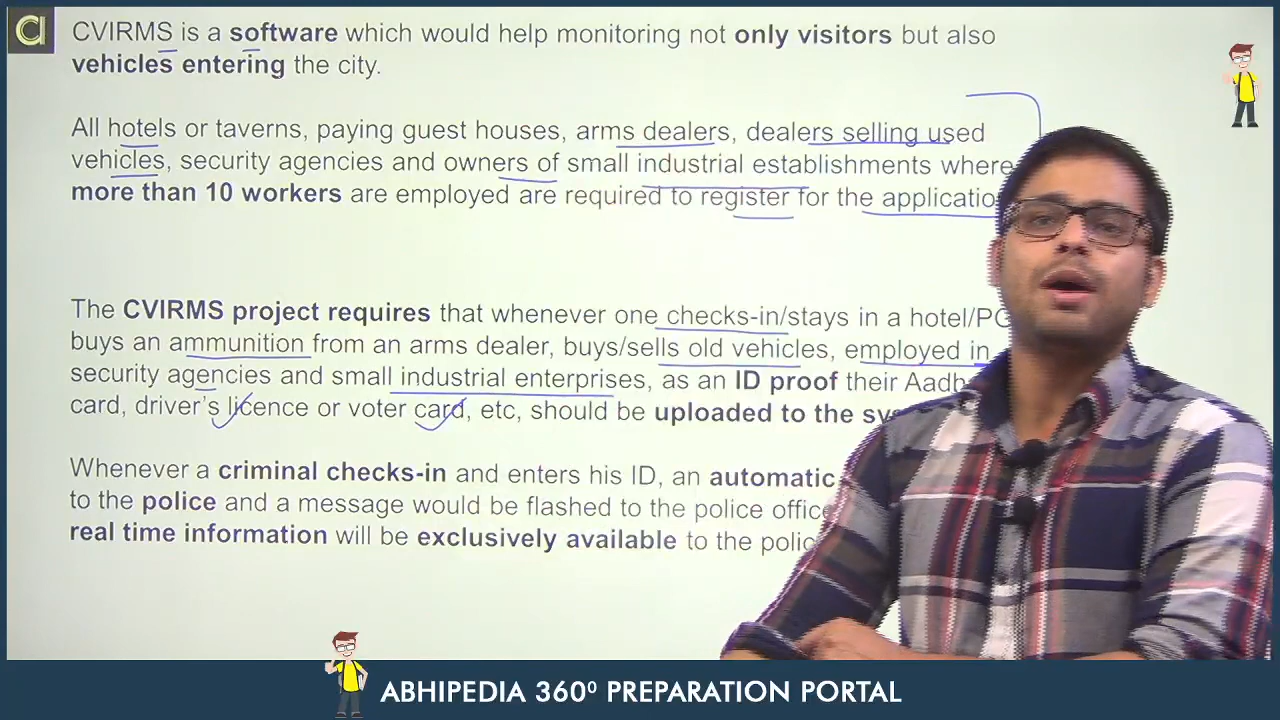 CVIRMS is a software which would help monitoring not only visitors but also
vehicles entering the city.
All hotels or taverns, paying guest houses, arms dealers, dealers selling used
vehicles, security agencies and owners of small industrial establishments where
more than 10 workers are employed are required to register for the
The CVIRMS project requires that whenever one checks-in/stays in a hotel/PG
buys an ammunition from an arms dealer, buys/sells old vehicles, employed in
security agencies and small industrial enterprises, as an ID proof their
card, driver's licence or voter card, etc, should be uploaded to the
Whenever a criminal checks-in and enters his ID, an automatic
to the police and a message would be flashed to the police
real time information will be exclusively available to the
ABHIPEDIA 360⁰ PREPARATION PORTAL